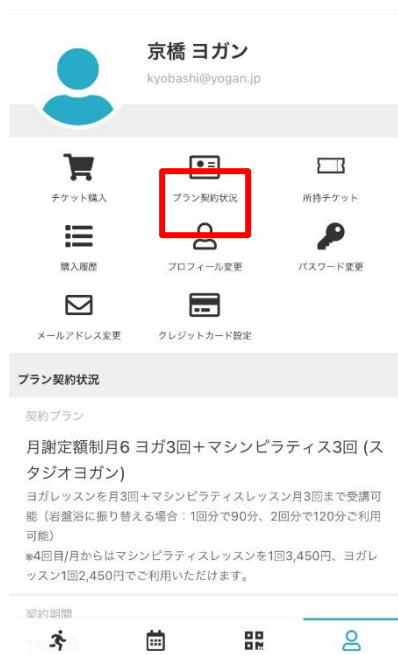 京橋 ヨガン
kyobashi@yogan.jp
チケット購入 プラン契約状況 所持チケット
購入履歴 プロフィール変更 パスワード変更
メールアドレス変更 クレジットカード設定
プラン契約状況
契約プラン
月謝定額制月6 ヨガ3回＋マシンピラティス3回 (ス
タジオヨガン)
ヨガレッスンを月3回＋マシンピラティスレッスン月3回まで受講可
能（岩盤浴に振り替える場合：1回分で90分、2回分で120分ご利用
可能）
※4回目/月からはマシンピラティスレッスンを1回3,450円、ヨガレ
ッスン1回2,450円でご利用いただけます。
契約期間